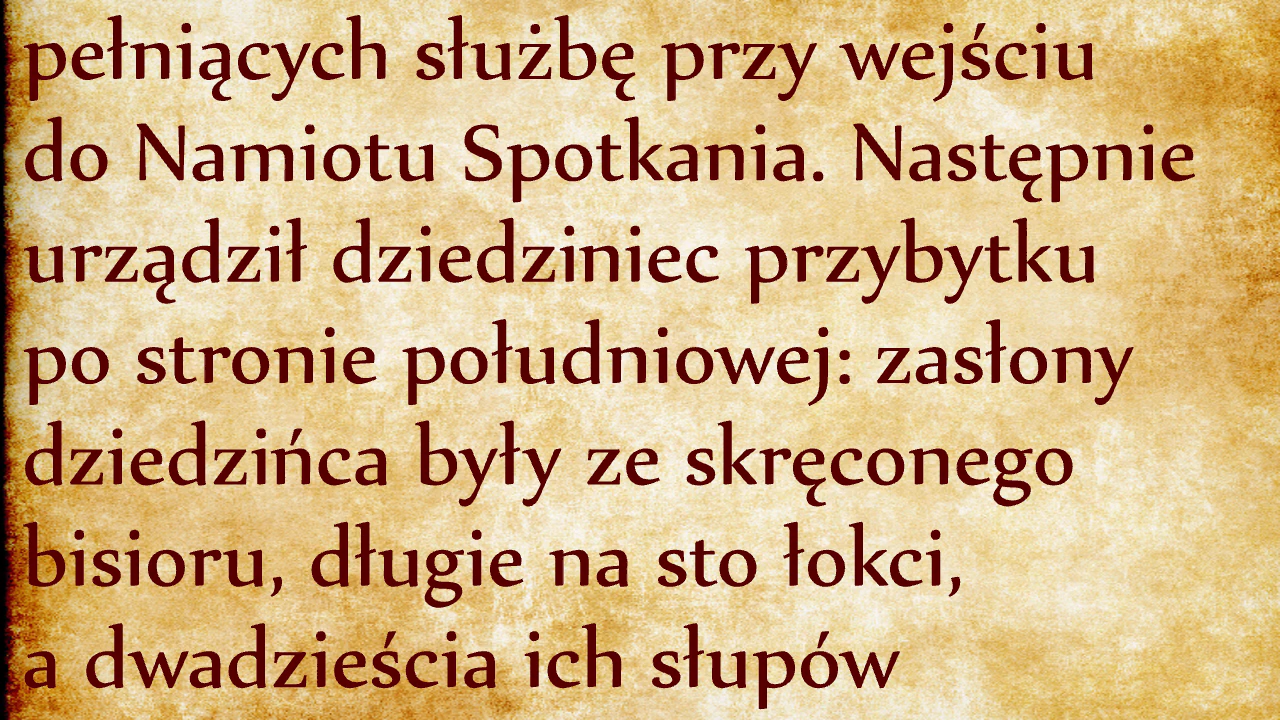 pełniących służbę przy wejściu
do Namiotu Spotkania. Następnie
urządził dziedziniec przybytku
po stronie południowej: zasłony
dziedzińca były ze skręconego
bisioru, długie na sto łokci,
a dwadzieścia ich słupów